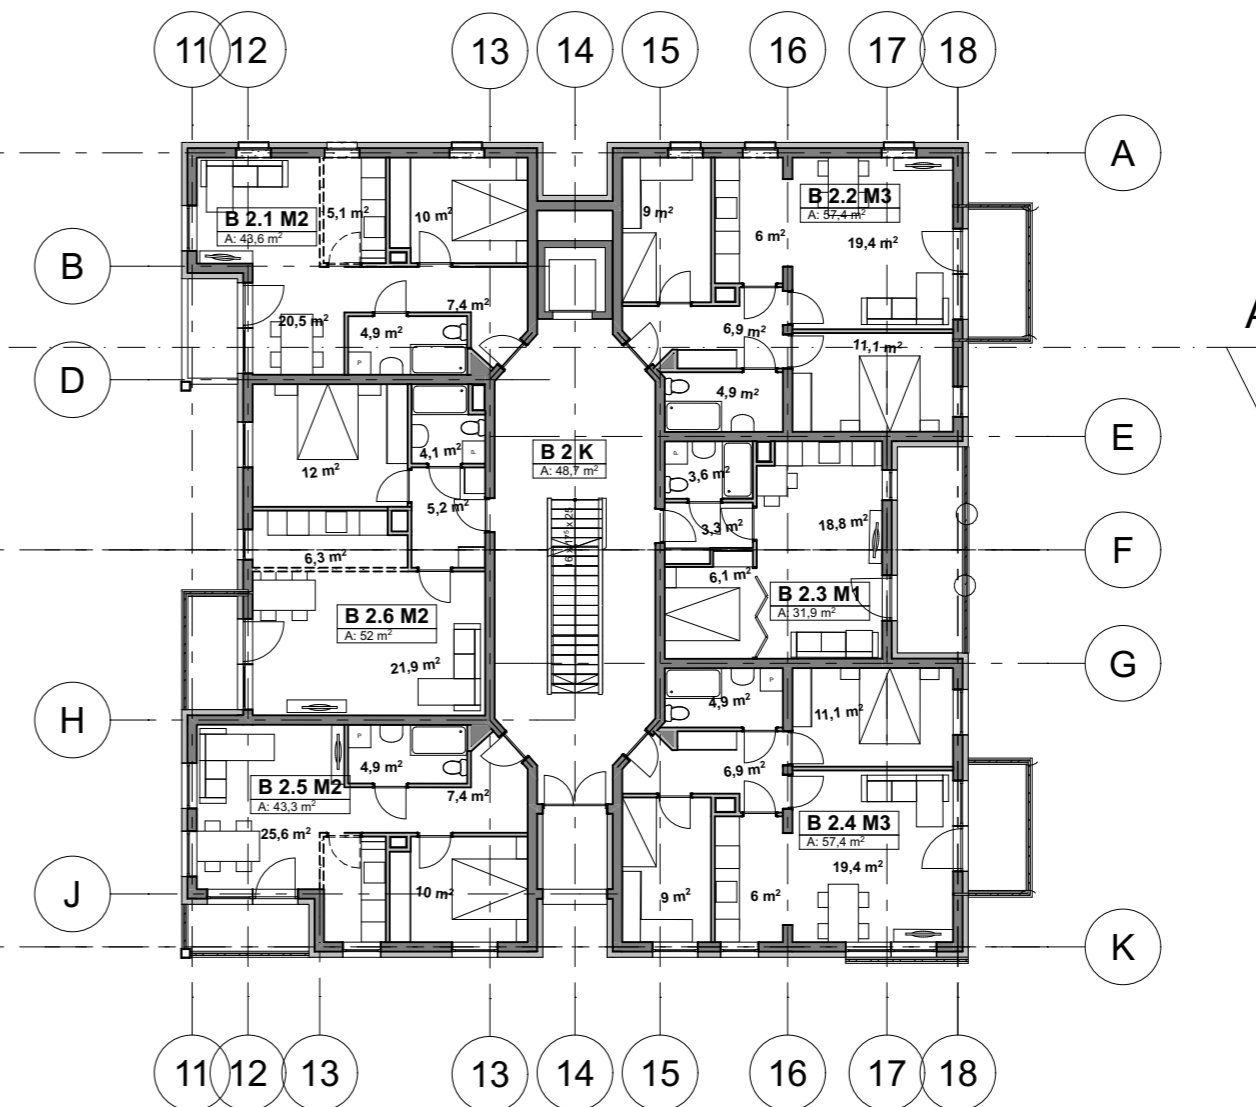 11 12 13 14 15 16 17 18
A
B 2.1 M2
A: 43,6 m²
5,1 m²
10 m²
9 m²
6 m²
B 2.2 M3
A: 57,4 m²
19,4 m²
B
7,4 m²
20,5 m²
4,9 m²
6,9 m²
11,1 m²
A
D
4,9 m²
E
12 m²
4,1 m²
P
B 2 K
A: 48,7 m²
P
3,6 m²
5,2 m²
16 x 17⁵ x 25
3,3 m²
18,8 m²
F
6,3 m²
6,1 m²
B 2.6 M2
A: 52 m²
B 2.3 M1
A: 31,9 m²
21,9 m²
G
H
P
4,9 m²
4,9 m²
P
11,1 m²
B 2.5 M2
A: 43,3 m²
7,4 m²
6,9 m²
25,6 m²
B 2.4 M3
A: 57,4 m²
19,4 m²
J
10 m²
9 m²
6 m²
K
11 12 13 13 14 15 16 17 18
P